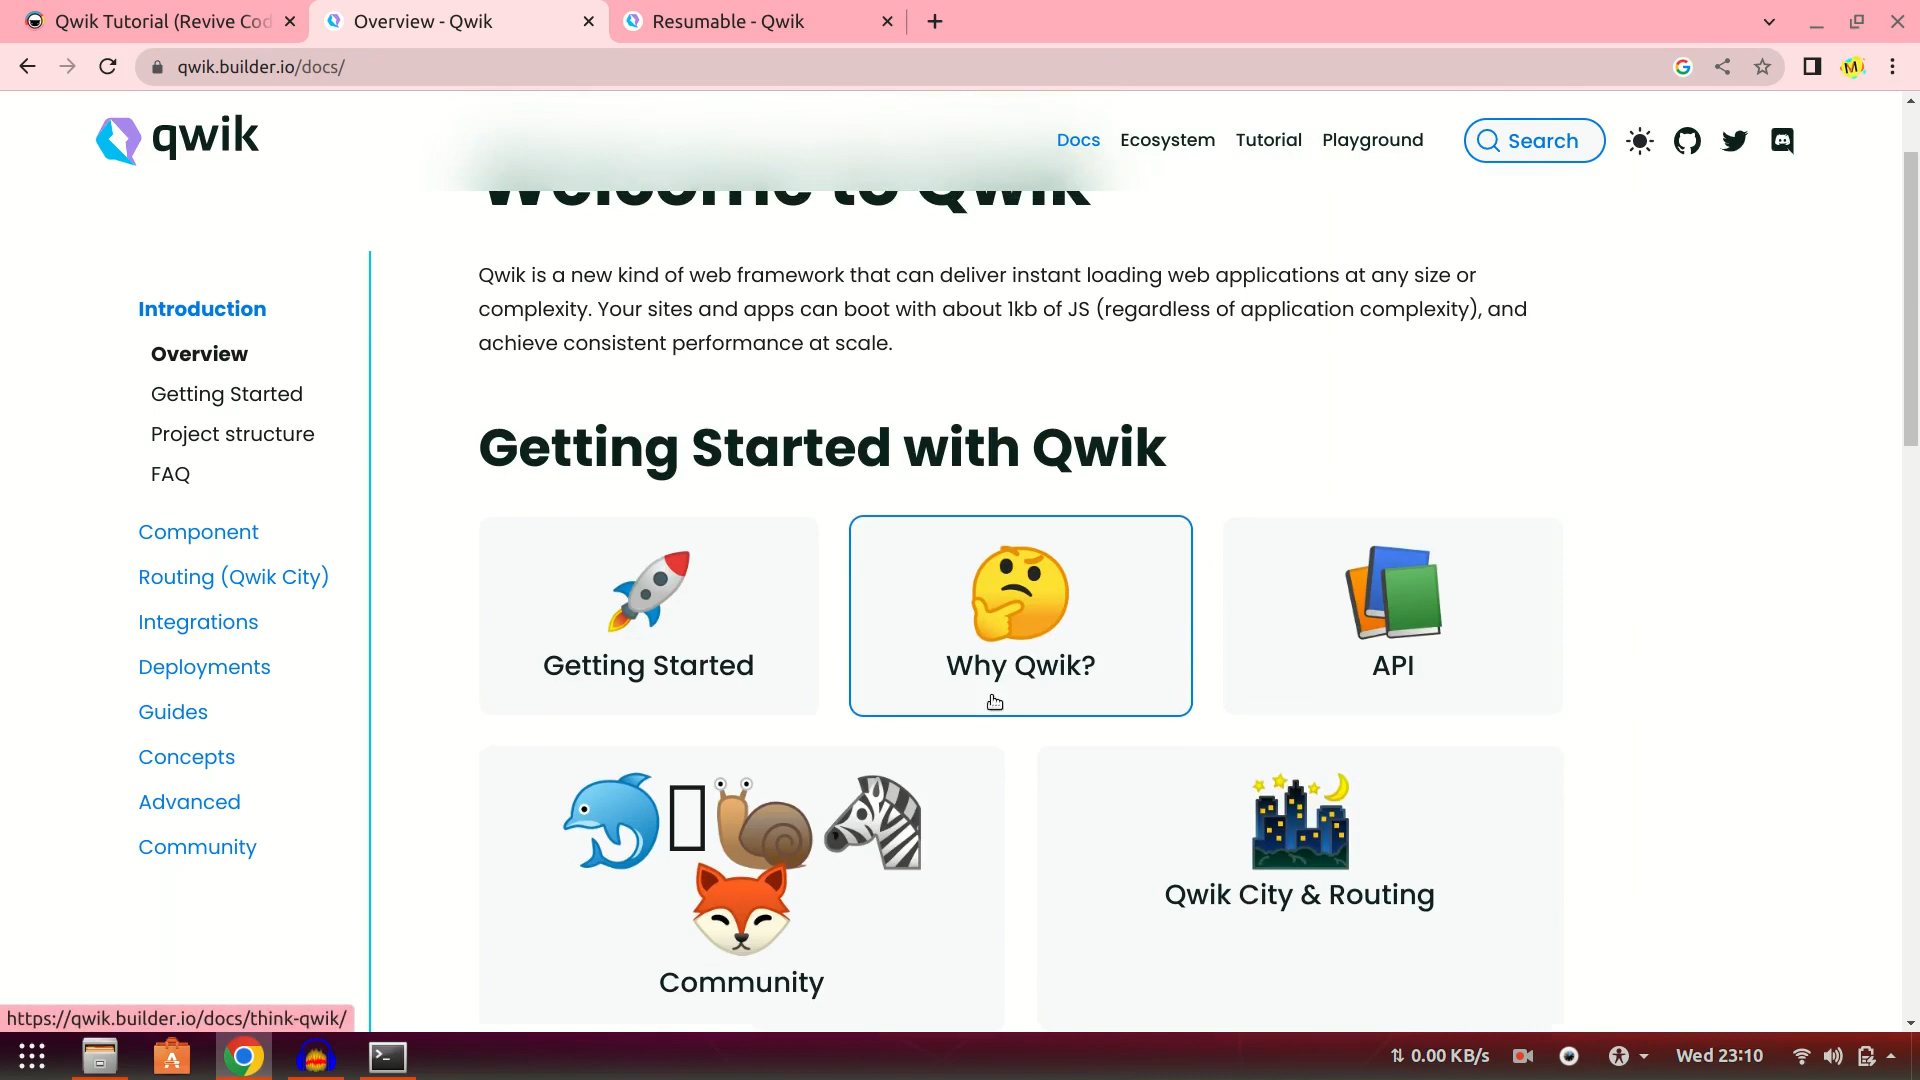 Qwik Tutorial (Revive Cod
Overview - Qwik
Resumable - Qwik
qwik.builder.io/docs/
M
qwik
Docs
Ecosystem
Tutorial
Playground
Search
Welcome to Qwik
Introduction
Overview
Getting Started
Project structure
FAQ
Component
Routing (Qwik City)
Integrations
Deployments
Guides
Concepts
Advanced
Community
Qwik is a new kind of web framework that can deliver instant loading web applications at any size or
complexity. Your sites and apps can boot with about 1kb of JS (regardless of application complexity), and
achieve consistent performance at scale.
Getting Started with Qwik
Getting Started
Why Qwik?
API
Community
Qwik City & Routing
https://qwik.builder.io/docs/think-qwik/
0.00 KB/s
Wed 23:10